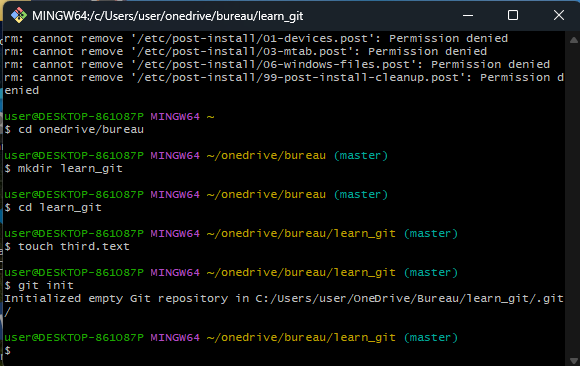 MINGW64:/c/Users/user/onedrive/bureau/learn_git
rm: cannot remove '/etc/post-install/01-devices.post': Permission denied
rm: cannot remove '/etc/post-install/03-mtab.post': Permission denied
rm: cannot remove '/etc/post-install/06-windows-files.post': Permission denied
rm: cannot remove '/etc/post-install/99-post-install-cleanup.post': Permission d
enied
user@DESKTOP-861O87P MINGW64 ~
$ cd onedrive/bureau
user@DESKTOP-861O87P MINGW64 ~/onedrive/bureau (master)
$ mkdir learn_git
user@DESKTOP-861O87P MINGW64 ~/onedrive/bureau (master)
$ cd learn_git
user@DESKTOP-861O87P MINGW64 ~/onedrive/bureau/learn_git (master)
$ touch third.text
user@DESKTOP-861O87P MINGW64 ~/onedrive/bureau/learn_git (master)
$ git init
Initialized empty Git repository in C:/Users/user/OneDrive/Bureau/learn_git/.git
/
user@DESKTOP-861O87P MINGW64 ~/onedrive/bureau/learn_git (master)
$